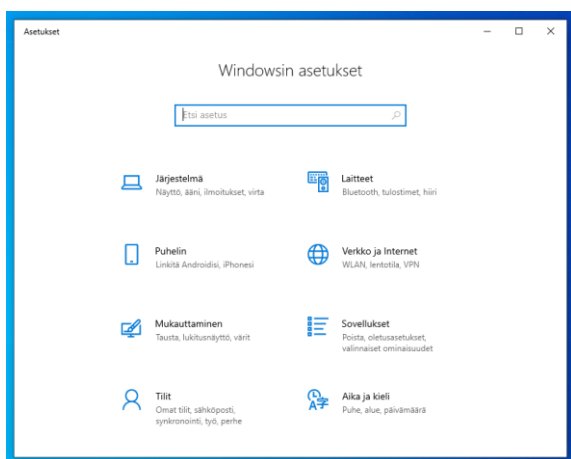 Asetukset
Windowsin asetukset
Etsi asetus
Järjestelmä
Näyttö, ääni, ilmoitukset, virta
Laitteet
Bluetooth, tulostimet, hiiri
Puhelin
Linkitä Androidisi, iPhonesi
Verkko ja Internet
WLAN, lentotila, VPN
Mukauttaminen
Tausta, lukitusnäyttö, värit
Sovellukset
Poista, oletusasetukset,
valinnaiset ominaisuudet
Tilit
Omat tilit, sähköposti,
synkronointi, työ, perhe
Aika ja kieli
Puhe, alue, päivämäärä